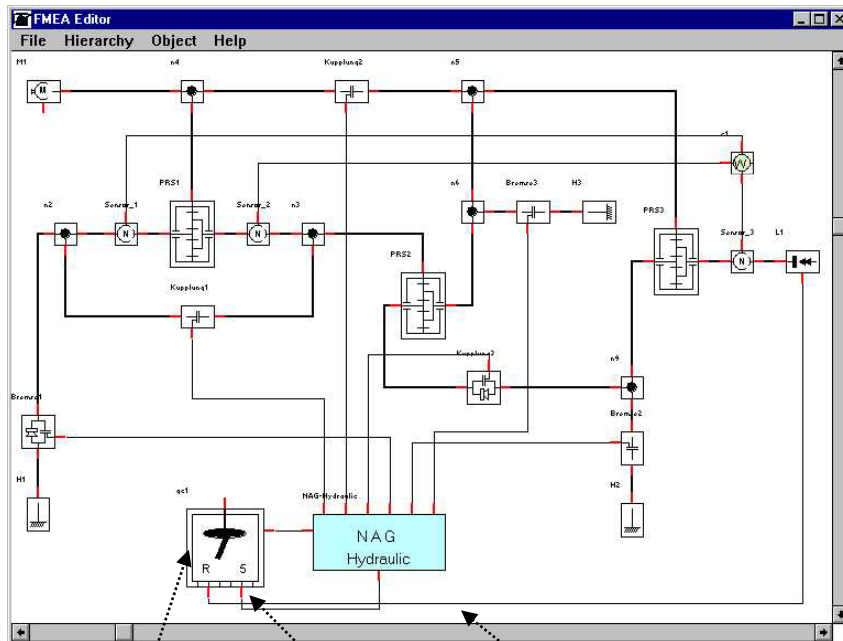 FMEA Editor
File Hierarchy Object Help
M1 n4 Kupplung2 n5
M
c1
PRS1 n6 Bremse3 H3
n2 Sensor_1 Sensor_2 n3 PRS3
N N Sensor_3 L1
N
PRS2
Kupplung1
Kupplung3 n9
Bremse1 Bremse2
H1 gc1 NAG-Hydraulic H2
NAG
Hydraulic
R 5